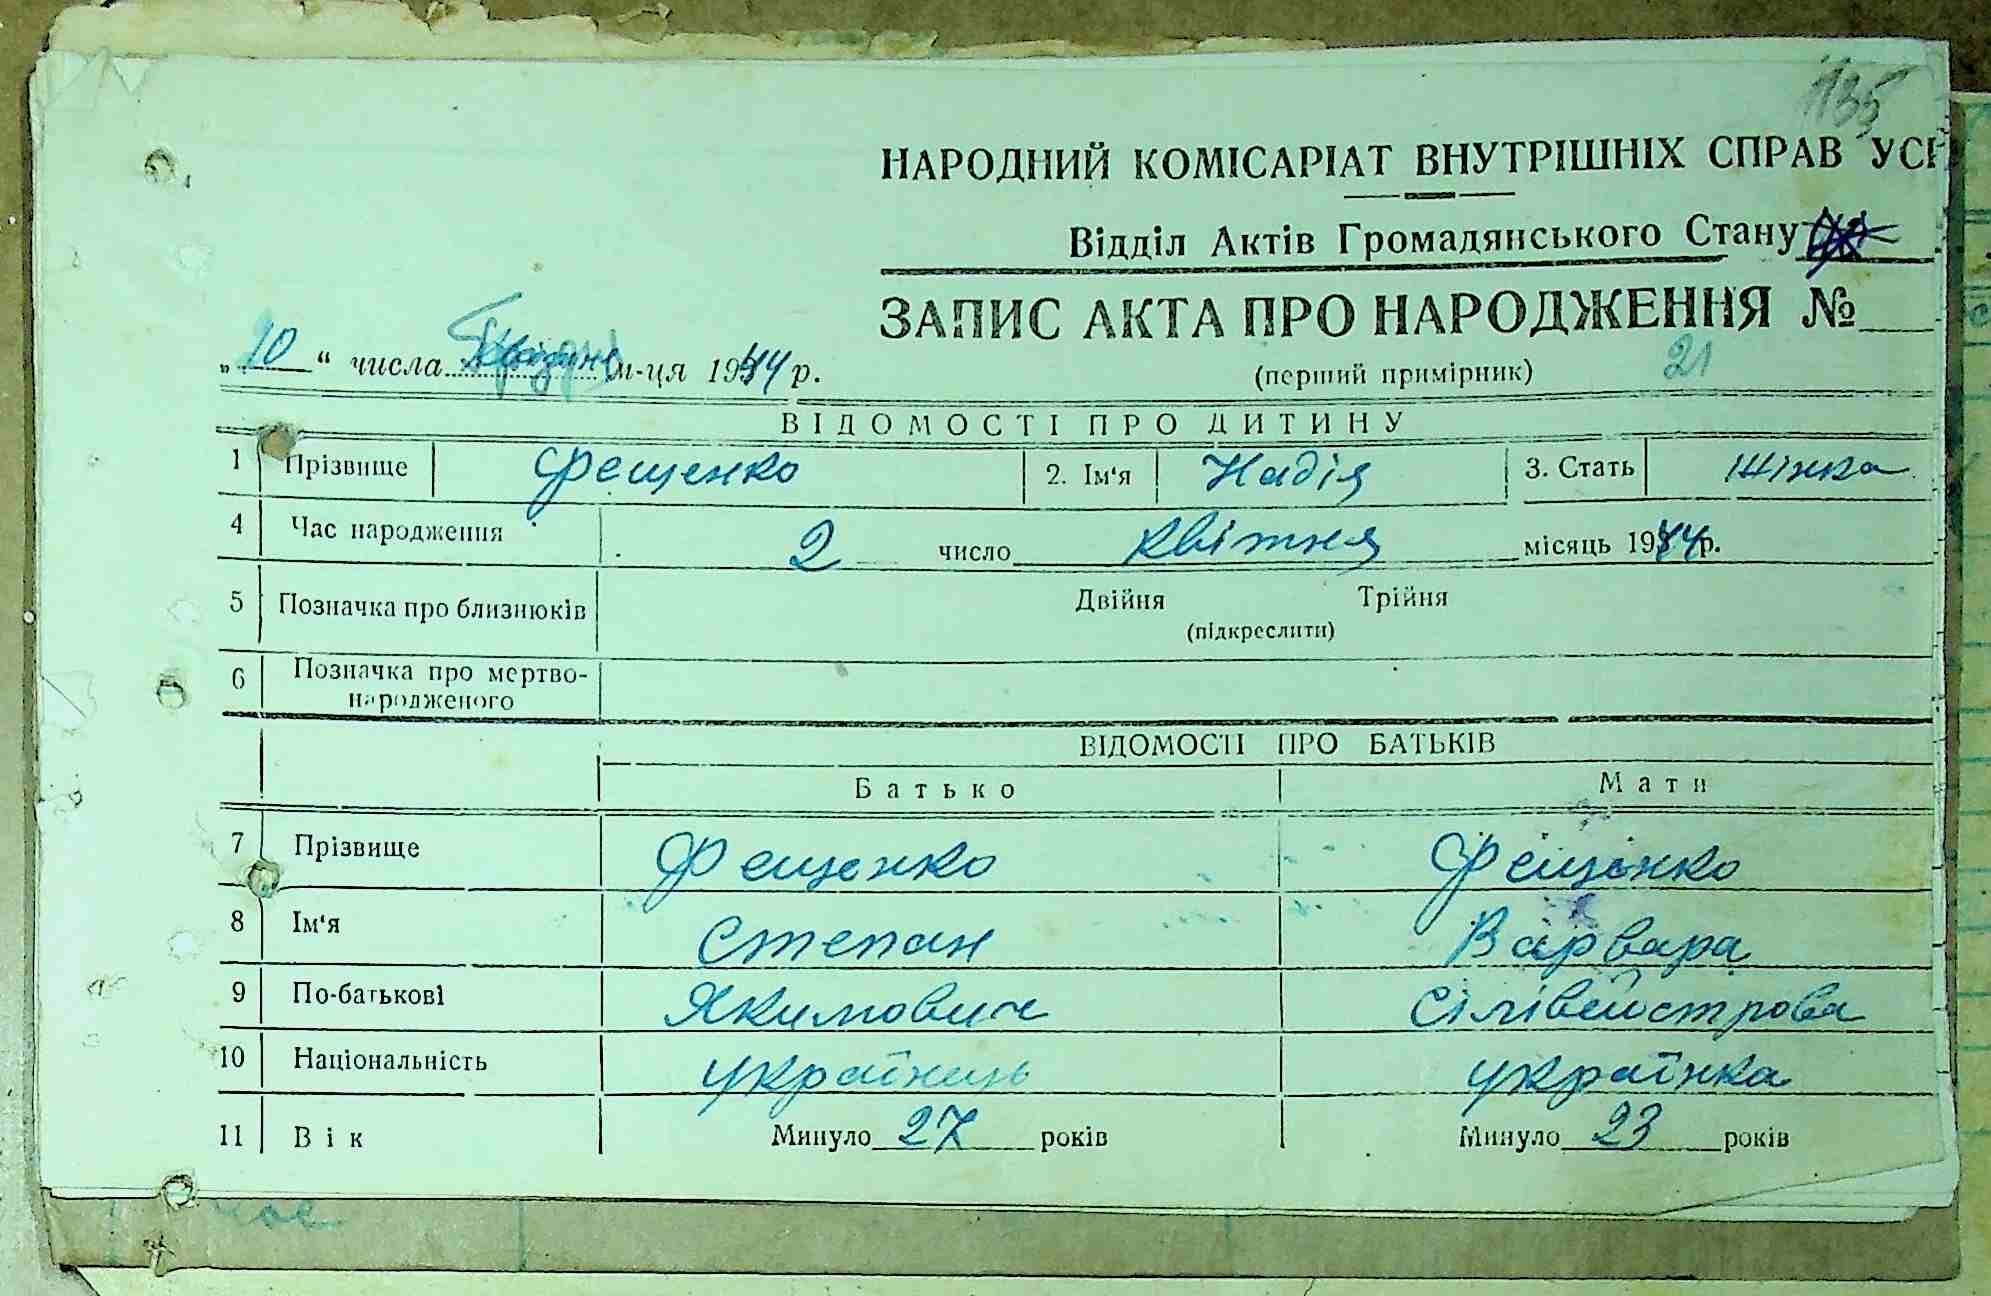 135
НАРОДНИЙ КОМІСАРІАТ ВНУТРІШНІХ СПРАВ УСР
Відділ Актів Громадянського Стану
ЗАПИС АКТА ПРО НАРОДЖЕННЯ №
„10“ числа м-ця 1944 р.
(перший примірник) 21
ВІДОМОСТІ ПРО ДИТИНУ
1 Прізвище Фещенко 2. Ім'я Надія 3. Стать жінка
4 Час народження 2 число квітня місяць 1944р.
5 Позначка про близнюків Двійня Трійня
(підкреслити)
6 Позначка про мертво-
народженого
ВІДОМОСТІ ПРО БАТЬКІВ
Батько Мати
7 Прізвище Фещенко Фещенко
8 Ім'я Степан Варвара
9 По-батькові Якимович Сілівейстрова
10 Національність українець українка
11 Вік Минуло 27 років Минуло 23 років